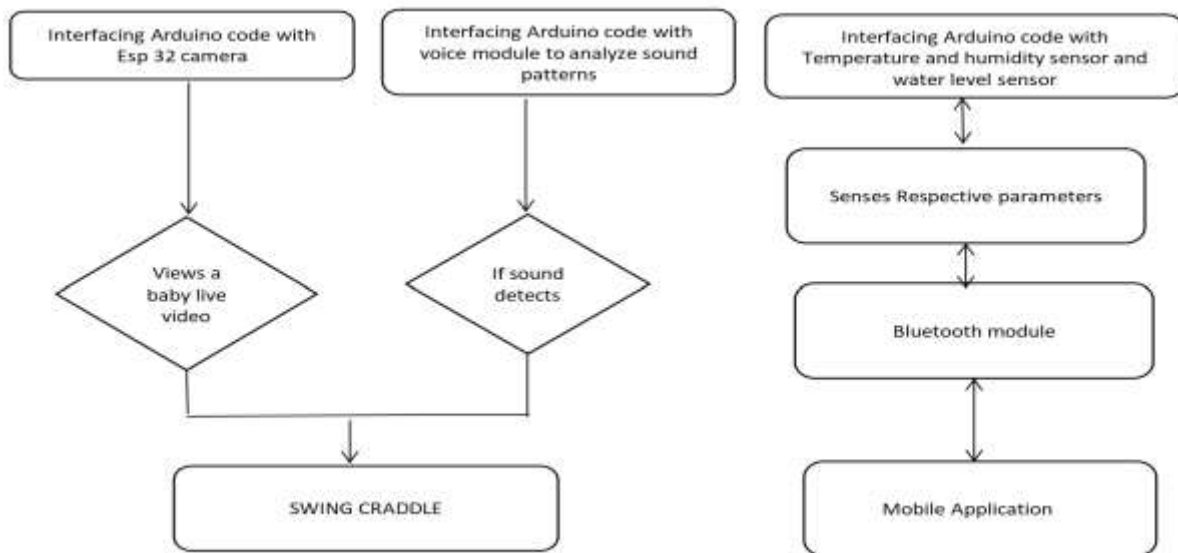 Interfacing Arduino code with
Esp 32 camera
Interfacing Arduino code with
voice module to analyze sound
patterns
Interfacing Arduino code with
Temperature and humidity sensor and
water level sensor
Senses Respective parameters
Views a
baby live
video
If sound
detects
Bluetooth module
SWING CRADDLE
Mobile Application